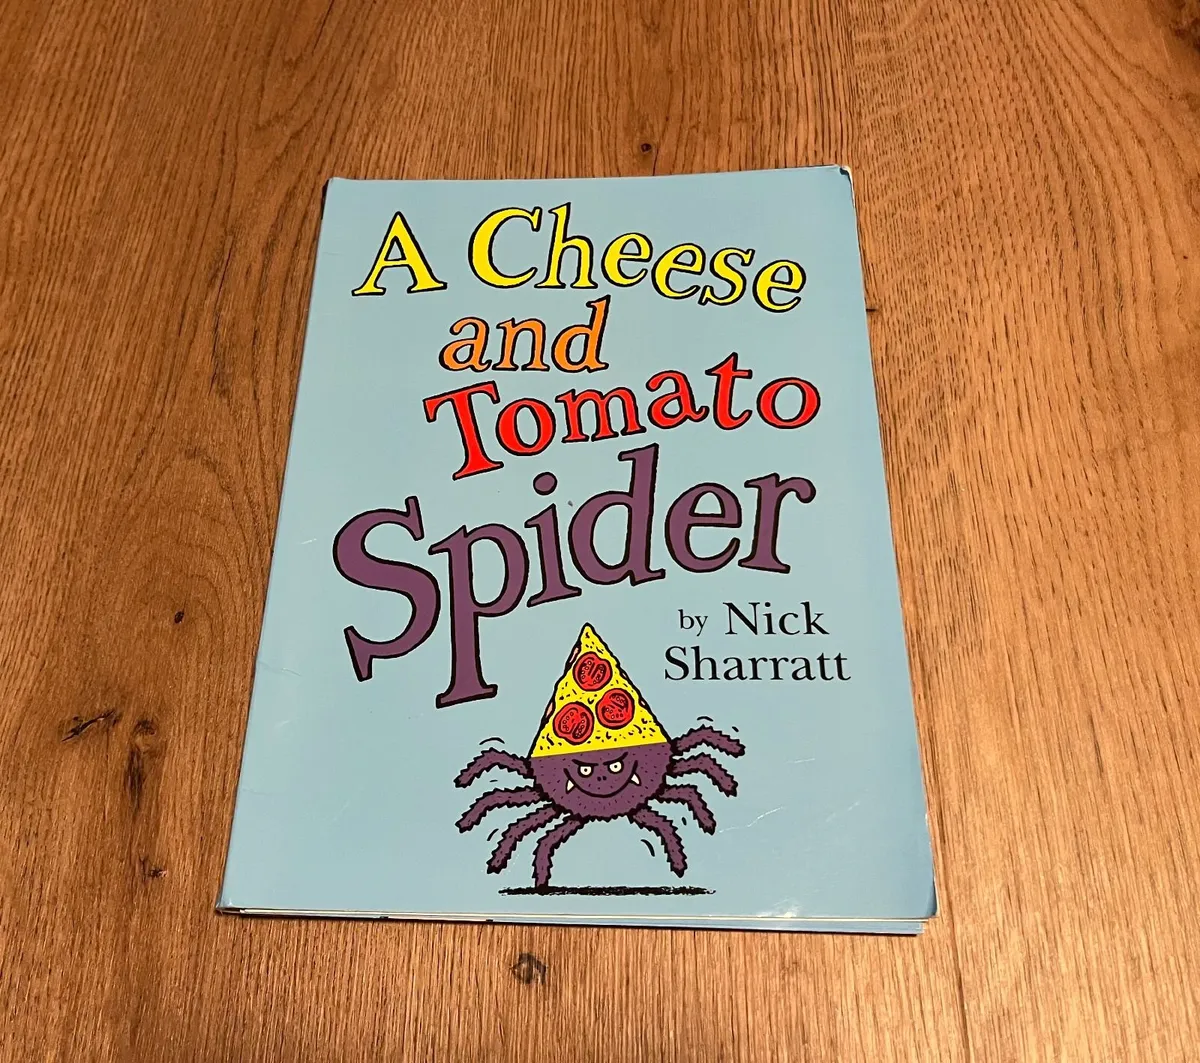 A Cheese
and
Tomato
Spider
by Nick
Sharratt